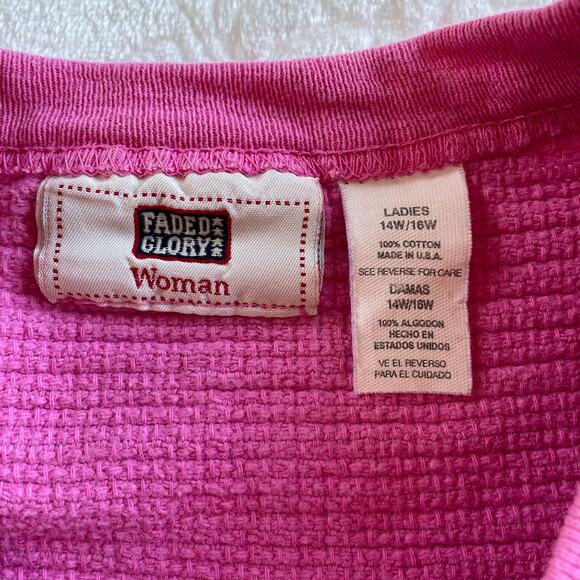 FADED
GLORY
Woman
LADIES
14W/16W
100% COTTON
MADE IN U.S.A.
SEE REVERSE FOR CARE
DAMAS
14W/16W
100% ALGODON
HECHO EN
ESTADOS UNIDOS
VE EL REVERSO
PARA EL CUIDADO